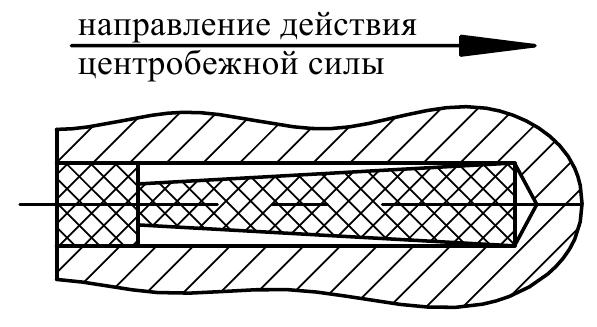 направление действия
центробежной силы